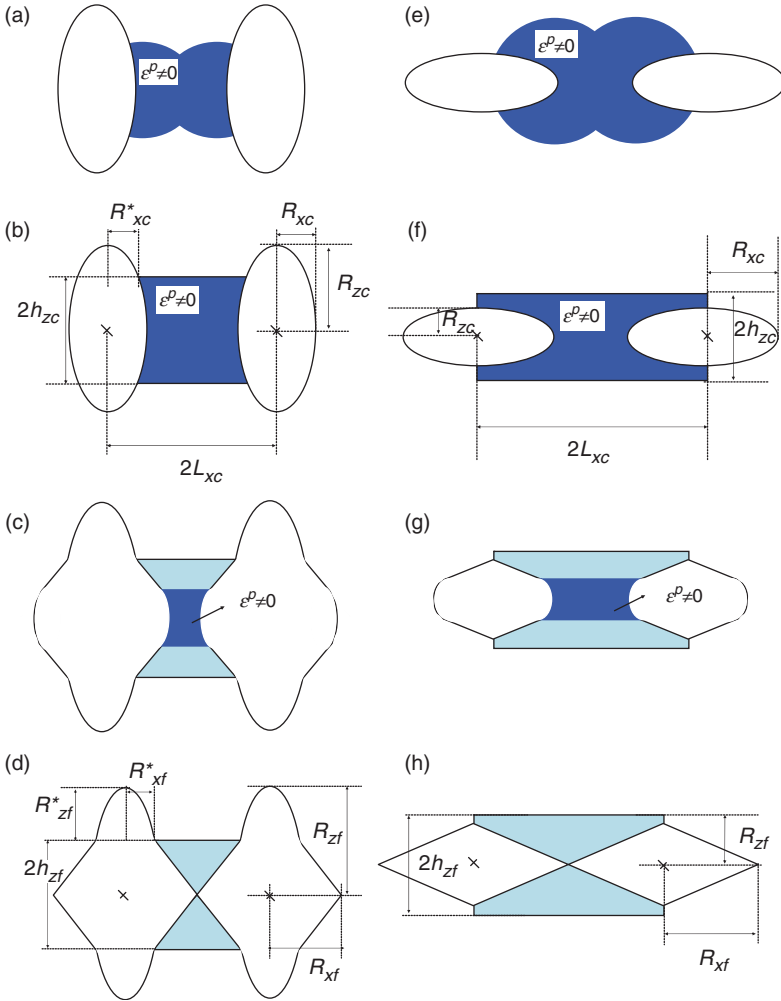 (a)
εᵖ≠0
(e)
εᵖ≠0
(b)
R*xc
Rxc
Rzc
2hzc
εᵖ≠0
2Lxc
(f)
Rxc
Rzc
εᵖ≠0
2hzc
2Lxc
(c)
εᵖ≠0
(g)
εᵖ≠0
(d)
R*xf
R*zf
Rzf
2hzf
Rxf
(h)
2hzf
Rzf
Rxf